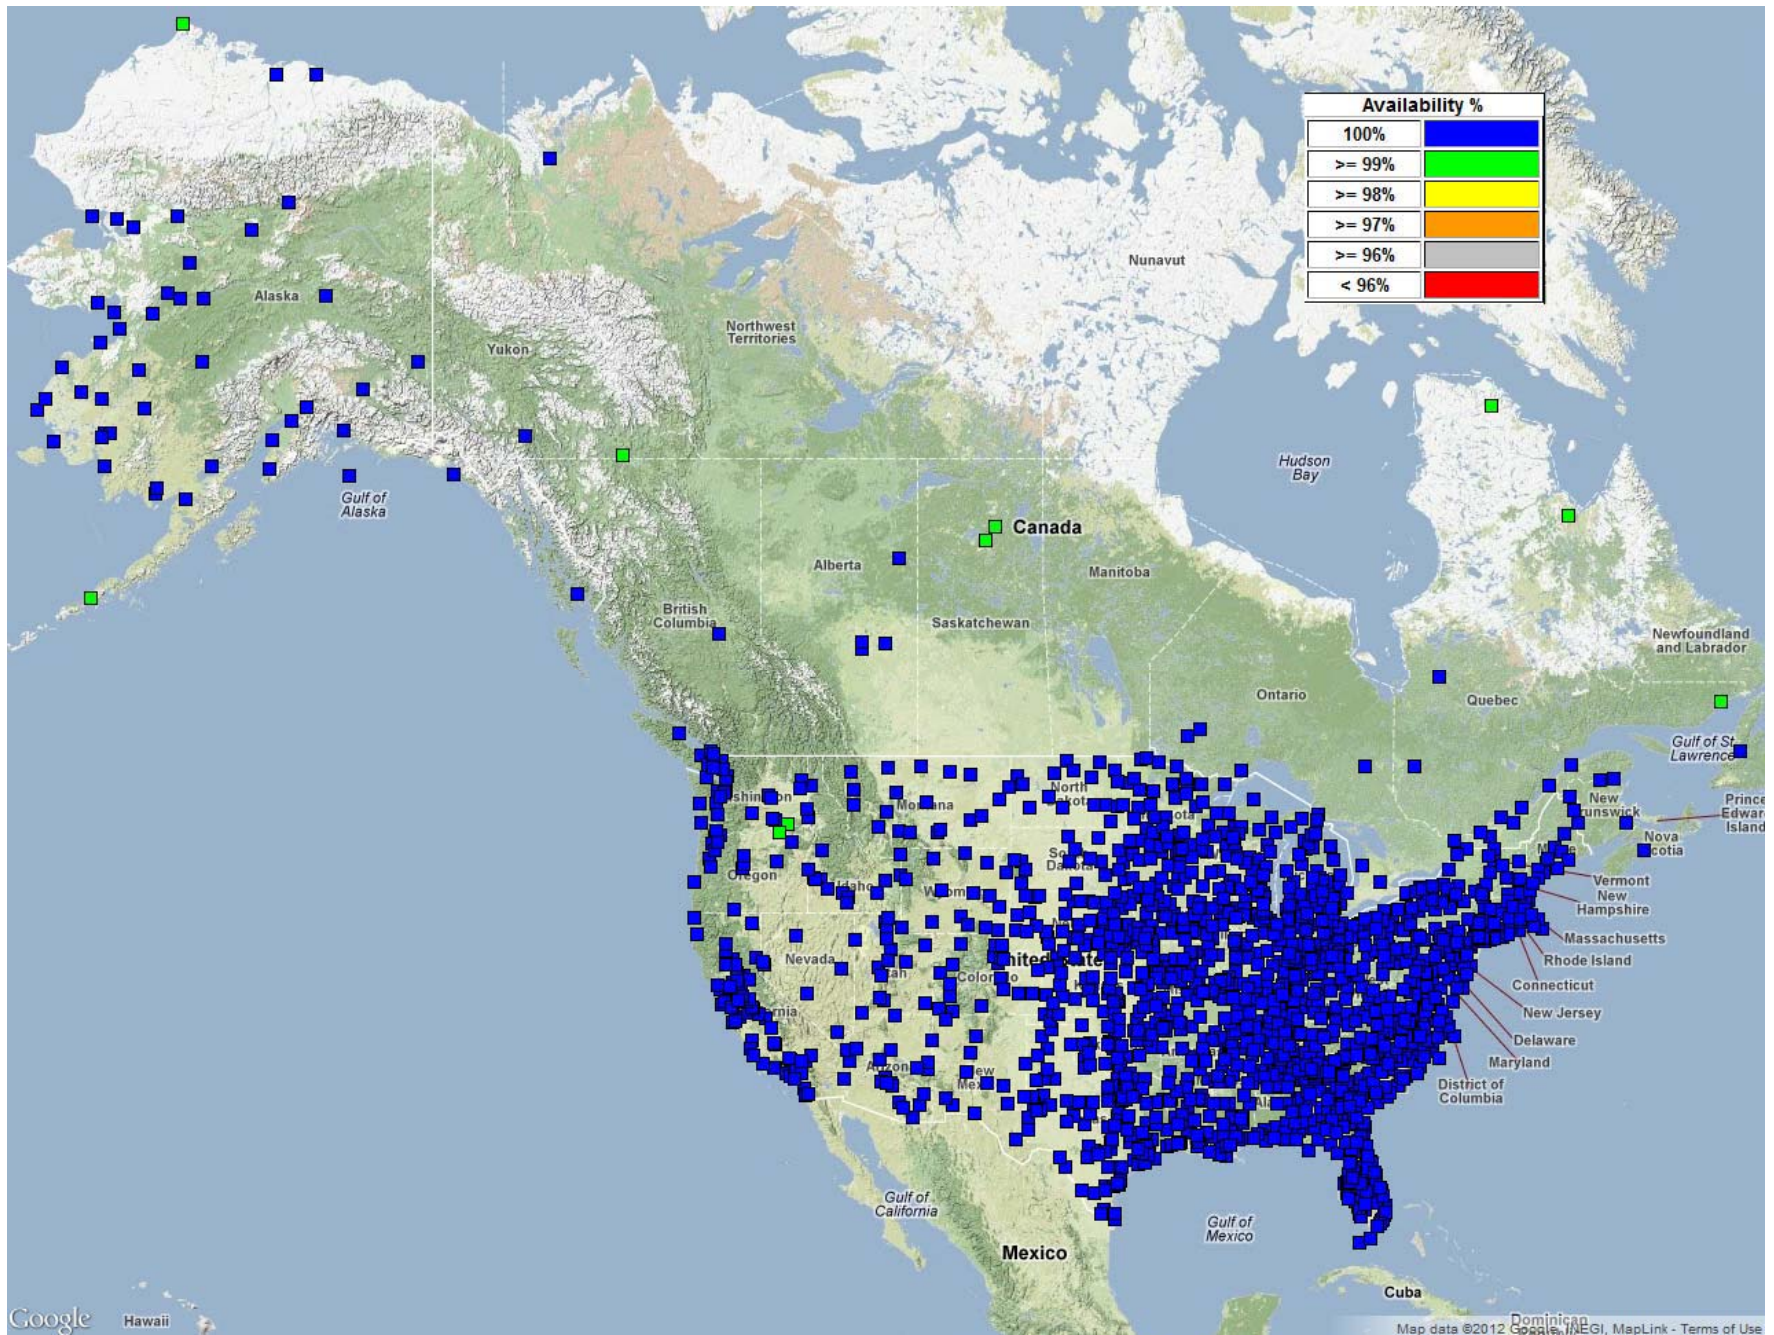 Availability %
100%
>= 99%
>= 98%
>= 97%
>= 96%
< 96%
Nunavut
Alaska
Northwest
Territories
Yukon
Hudson
Bay
Gulf of
Alaska
Canada
Alberta
Manitoba
British
Columbia
Saskatchewan
Newfoundland
and Labrador
Ontario
Quebec
Gulf of St
Lawrence
North
Montana
New
Prince
Edward
Island
Nova
Oregon
Vermont
New
Hampshire
Massachusetts
Nevada
Rhode Island
Connecticut
New Jersey
Delaware
Maryland
District of
Columbia
Gulf of
California
Gulf of
Mexico
Mexico
Cuba
Google
Hawaii
Dominican
Map data ©2012 Google, INEGI, MapLink - Terms of Use